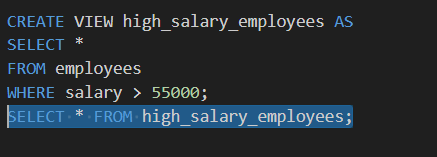 CREATE VIEW high_salary_employees AS
SELECT *
FROM employees
WHERE salary > 55000;
SELECT * FROM high_salary_employees;